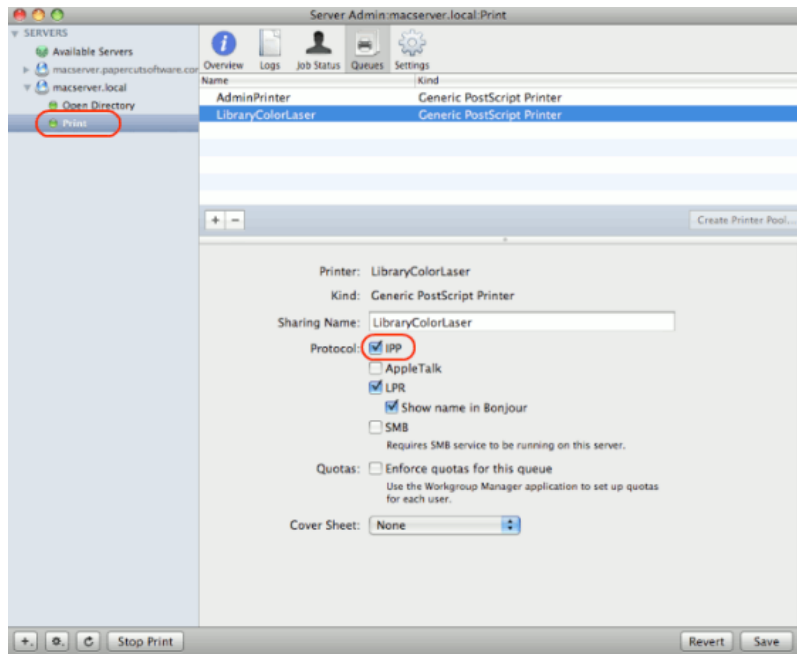 Server Admin:macserver.local:Print
SERVERS
Available Servers
macserver.papercutsoftware.cor
macserver.local
Open Directory
Print
Overview
Logs
Job Status
Queues
Settings
Name
Kind
AdminPrinter
Generic PostScript Printer
LibraryColorLaser
Generic PostScript Printer
+ −
Create Printer Pool...
Printer: LibraryColorLaser
Kind: Generic PostScript Printer
Sharing Name: LibraryColorLaser
Protocol: IPP
AppleTalk
LPR
Show name in Bonjour
SMB
Requires SMB service to be running on this server.
Quotas: Enforce quotas for this queue
Use the Workgroup Manager application to set up quotas
for each user.
Cover Sheet: None
Stop Print
Revert
Save